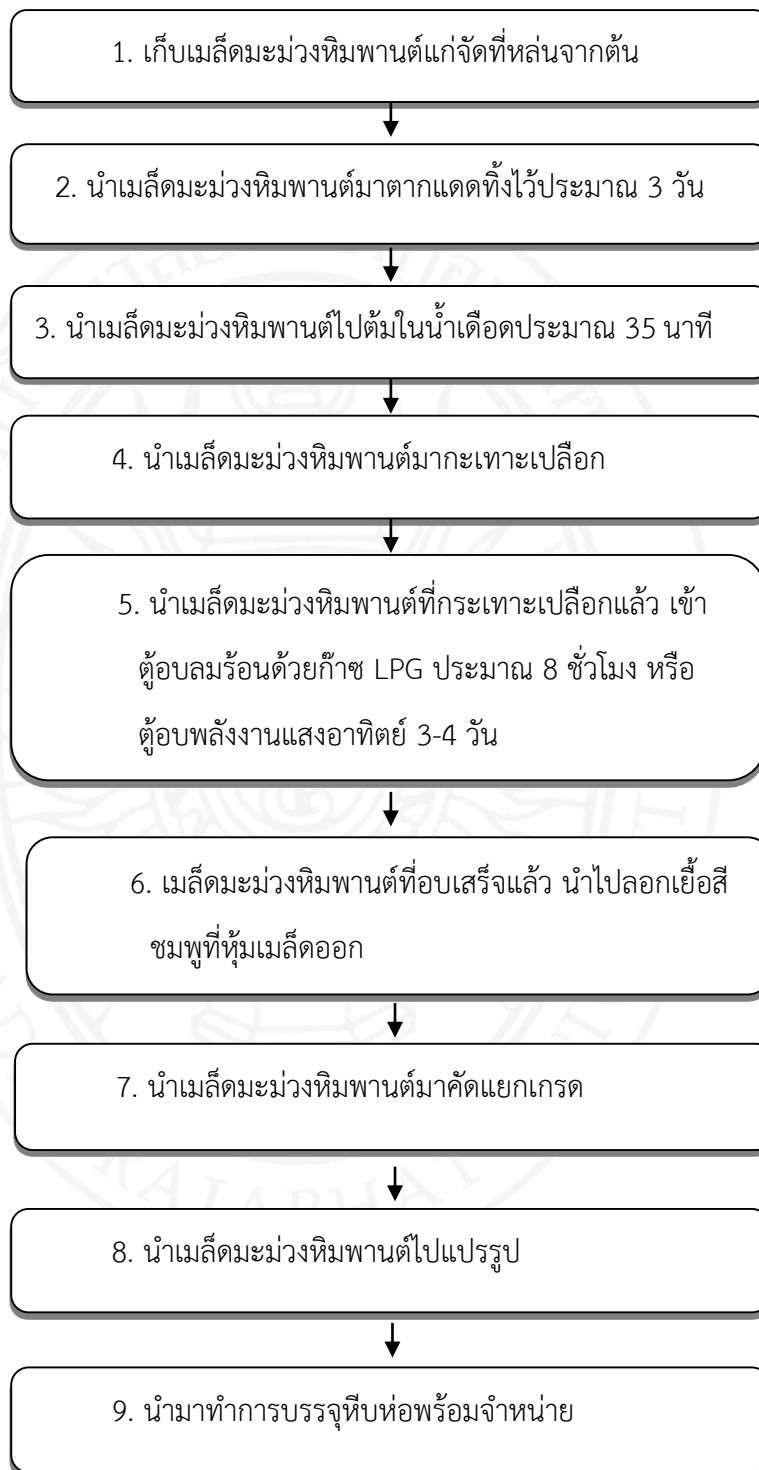 1. เก็บเมล็ดมะม่วงหิมพานต์แก่จัดที่หล่นจากต้น
2. นำเมล็ดมะม่วงหิมพานต์มาตากแดดทิ้งไว้ประมาณ 3 วัน
3. นำเมล็ดมะม่วงหิมพานต์ไปต้มในน้ำเดือดประมาณ 35 นาที
4. นำเมล็ดมะม่วงหิมพานต์มากะเทาะเปลือก
5. นำเมล็ดมะม่วงหิมพานต์ที่กระเทาะเปลือกแล้ว เข้า
ตู้อบลมร้อนด้วยก๊าซ LPG ประมาณ 8 ชั่วโมง หรือ
ตู้อบพลังงานแสงอาทิตย์ 3-4 วัน
6. เมล็ดมะม่วงหิมพานต์ที่อบเสร็จแล้ว นำไปลอกเยื้อสี
ชมพูที่หุ้มเมล็ดออก
7. นำเมล็ดมะม่วงหิมพานต์มาคัดแยกเกรด
RAJABHAT
8. นำเมล็ดมะม่วงหิมพานต์ไปแปรรูป
9. นำมาทำการบรรจุหีบห่อพร้อมจำหน่าย